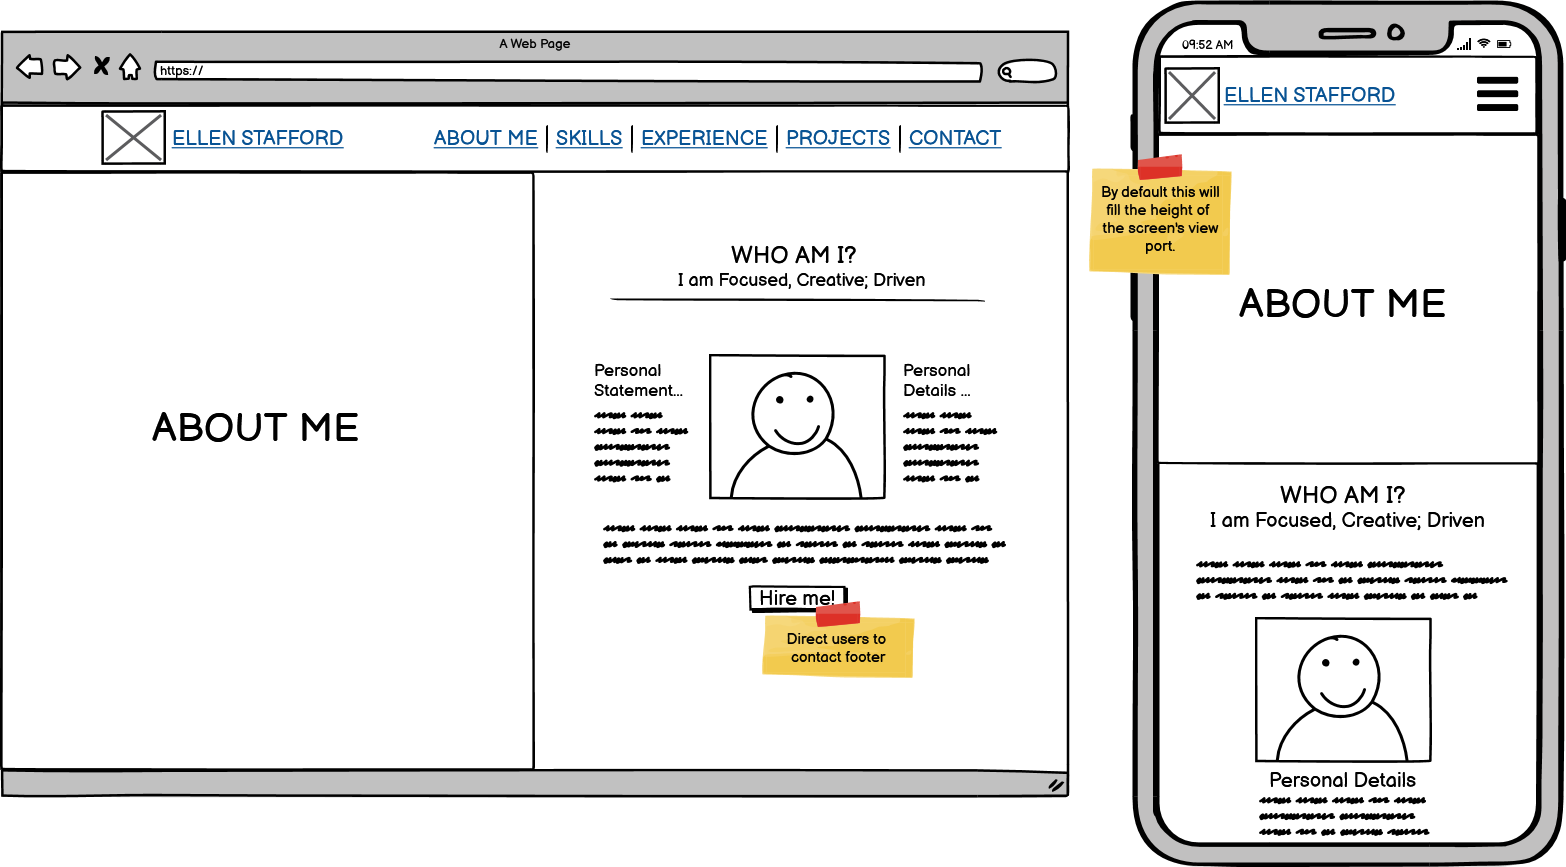 A Web Page
https://
ELLEN STAFFORD
ABOUT ME | SKILLS | EXPERIENCE | PROJECTS | CONTACT
ABOUT ME
WHO AM I?
I am Focused, Creative; Driven
Personal
Statement...
Personal
Details ...
Hire me!
Direct users to
contact footer
09:52 AM
ELLEN STAFFORD
By default this will
fill the height of
the screen's view
port.
ABOUT ME
WHO AM I?
I am Focused, Creative; Driven
Personal Details